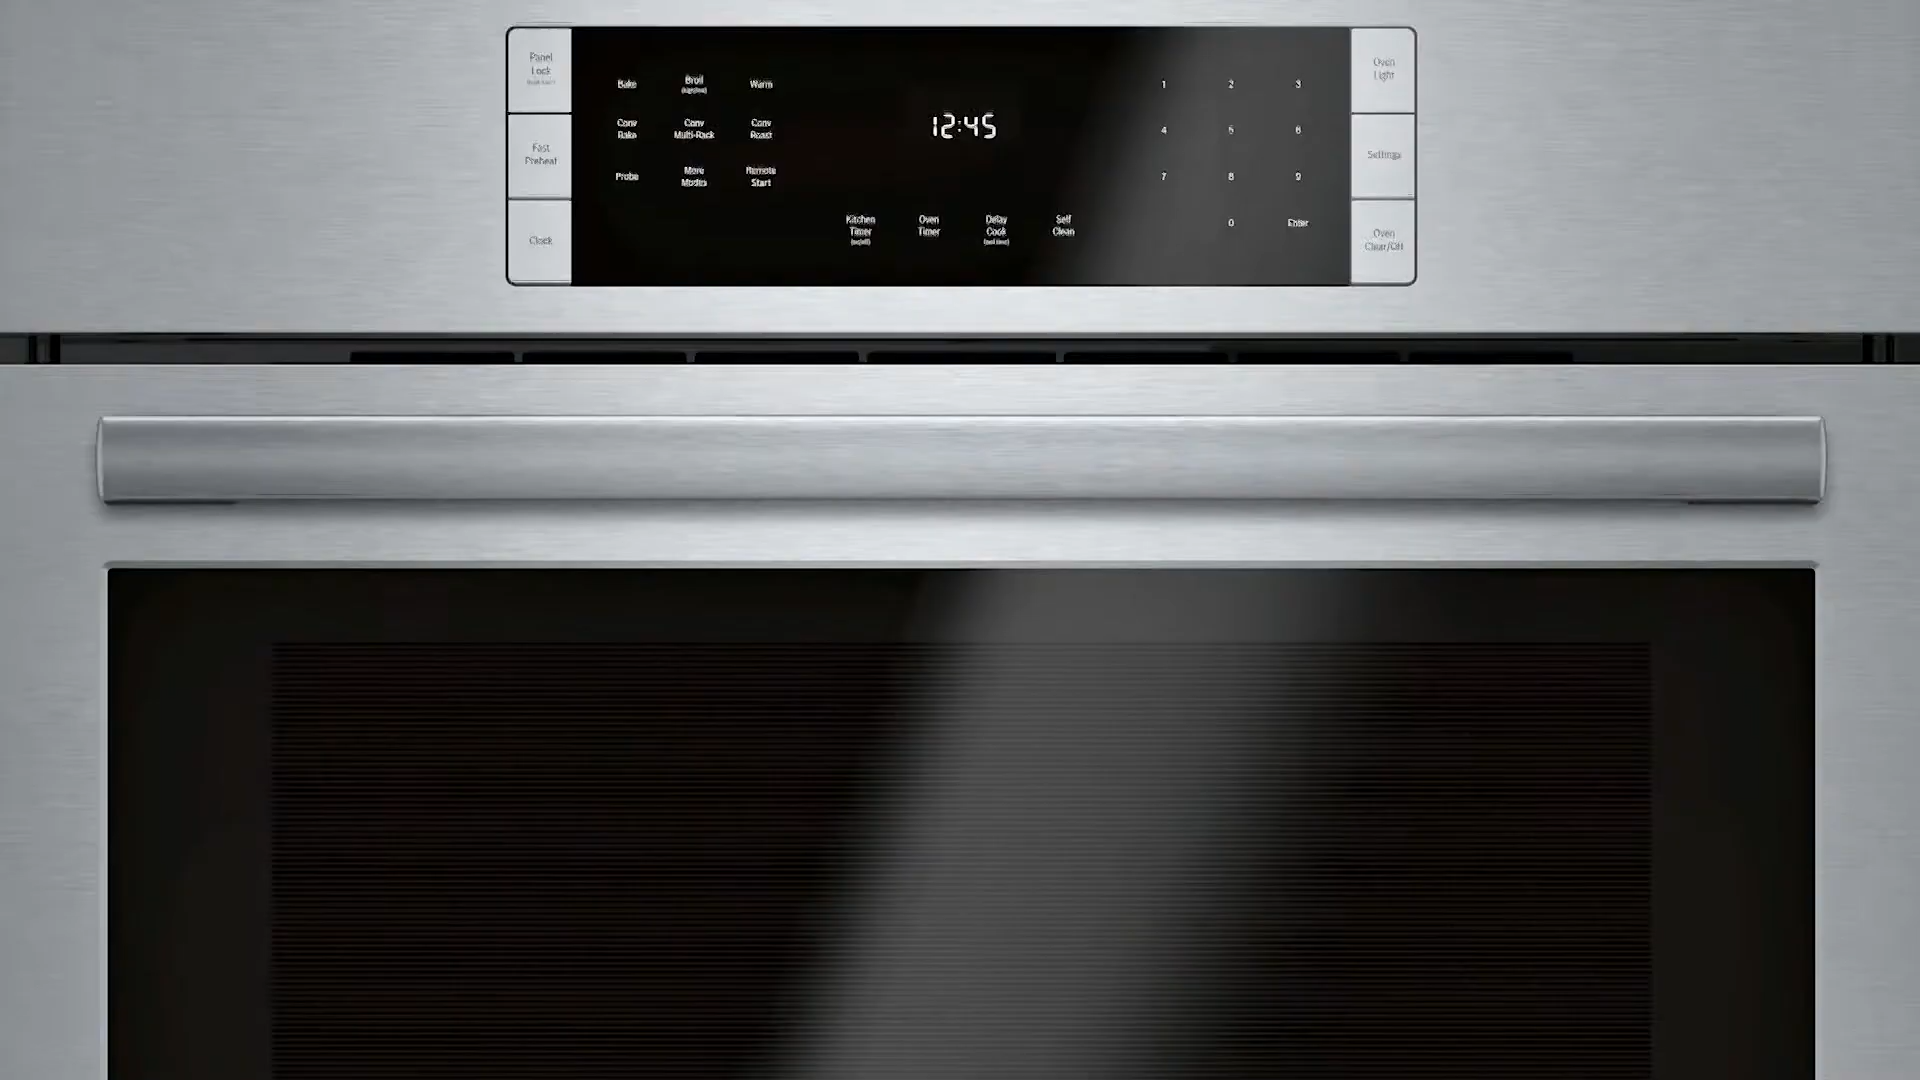 Panel
Lock
Fast
Preheat
Clock
Bake
Broil
Warm
Conv
Bake
Conv
Multi-Rack
Conv
Roast
Probe
More
Modes
Remote
Start
12:45
Kitchen
Timer
(on/off)
Oven
Timer
Delay
Cook
Self
Clean
1 2 3
4 5 6
7 8 9
0 Enter
Oven
Light
Settings
Oven
Clear/Off